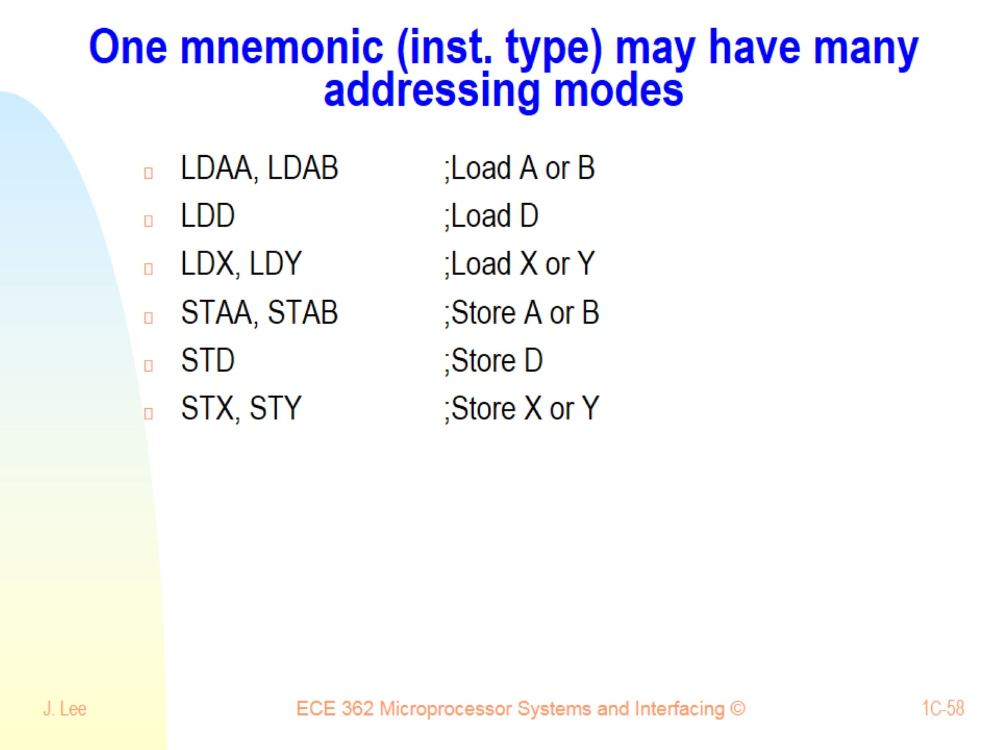 One mnemonic (inst. type) may have many
addressing modes
LDAA, LDAB ;Load A or B
LDD ;Load D
LDX, LDY ;Load X or Y
STAA, STAB ;Store A or B
STD ;Store D
STX, STY ;Store X or Y
J. Lee ECE 362 Microprocessor Systems and Interfacing © 1C-58